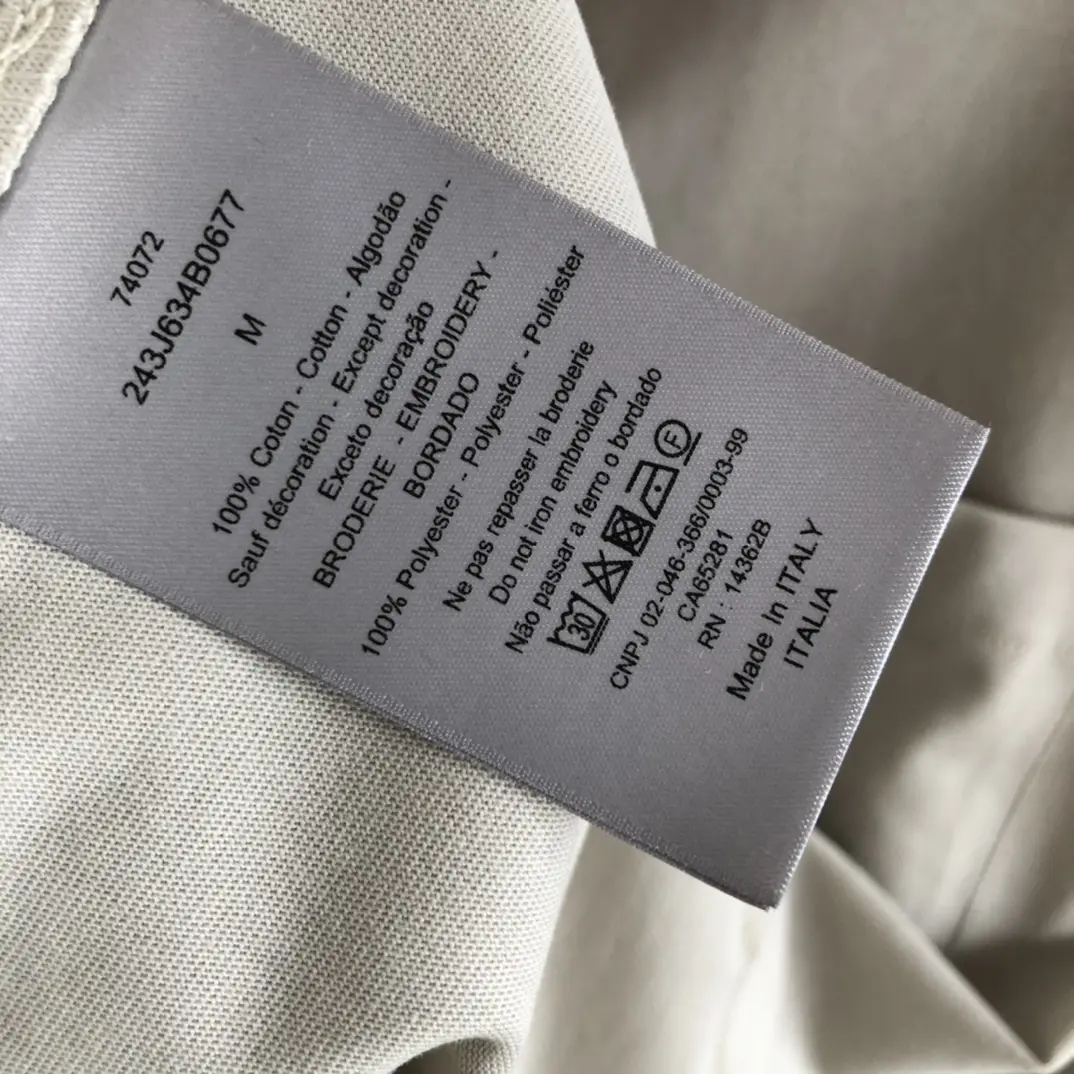 74072
243J634B0677
M
100% Coton - Cotton - Algodão
Sauf décoration - Except decoration -
Exceto decoração
BRODERIE - EMBROIDERY -
BORDADO
100% Polyester - Polyester - Poliéster
Ne pas repasser la broderie
Do not iron embroidery
Não passar a ferro o bordado
30 F
CNPJ 02-046-366/0003-99
CA65281
RN : 143628
Made In ITALY
ITALIA